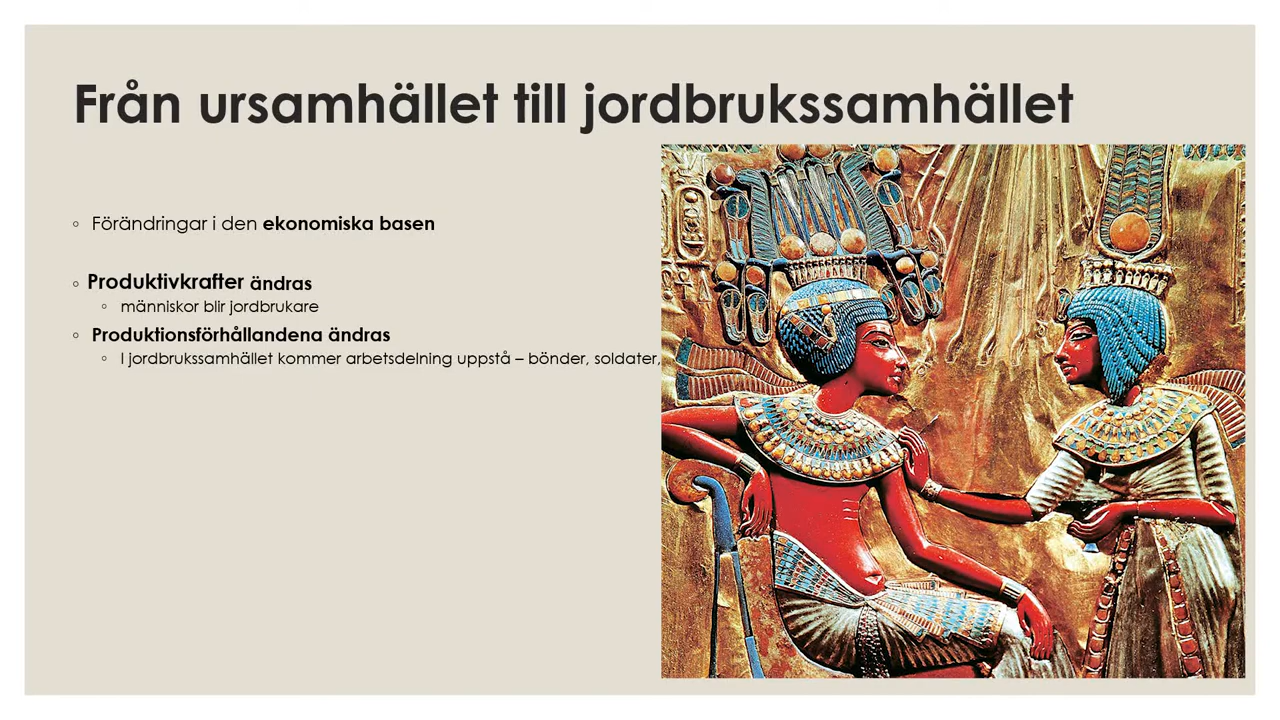 Från ursamhället till jordbrukssamhället
Förändringar i den ekonomiska basen
Produktivkrafter ändras
människor blir jordbrukare
Produktionsförhållandena ändras
I jordbrukssamhället kommer arbetsdelning uppstå – bönder, soldater,